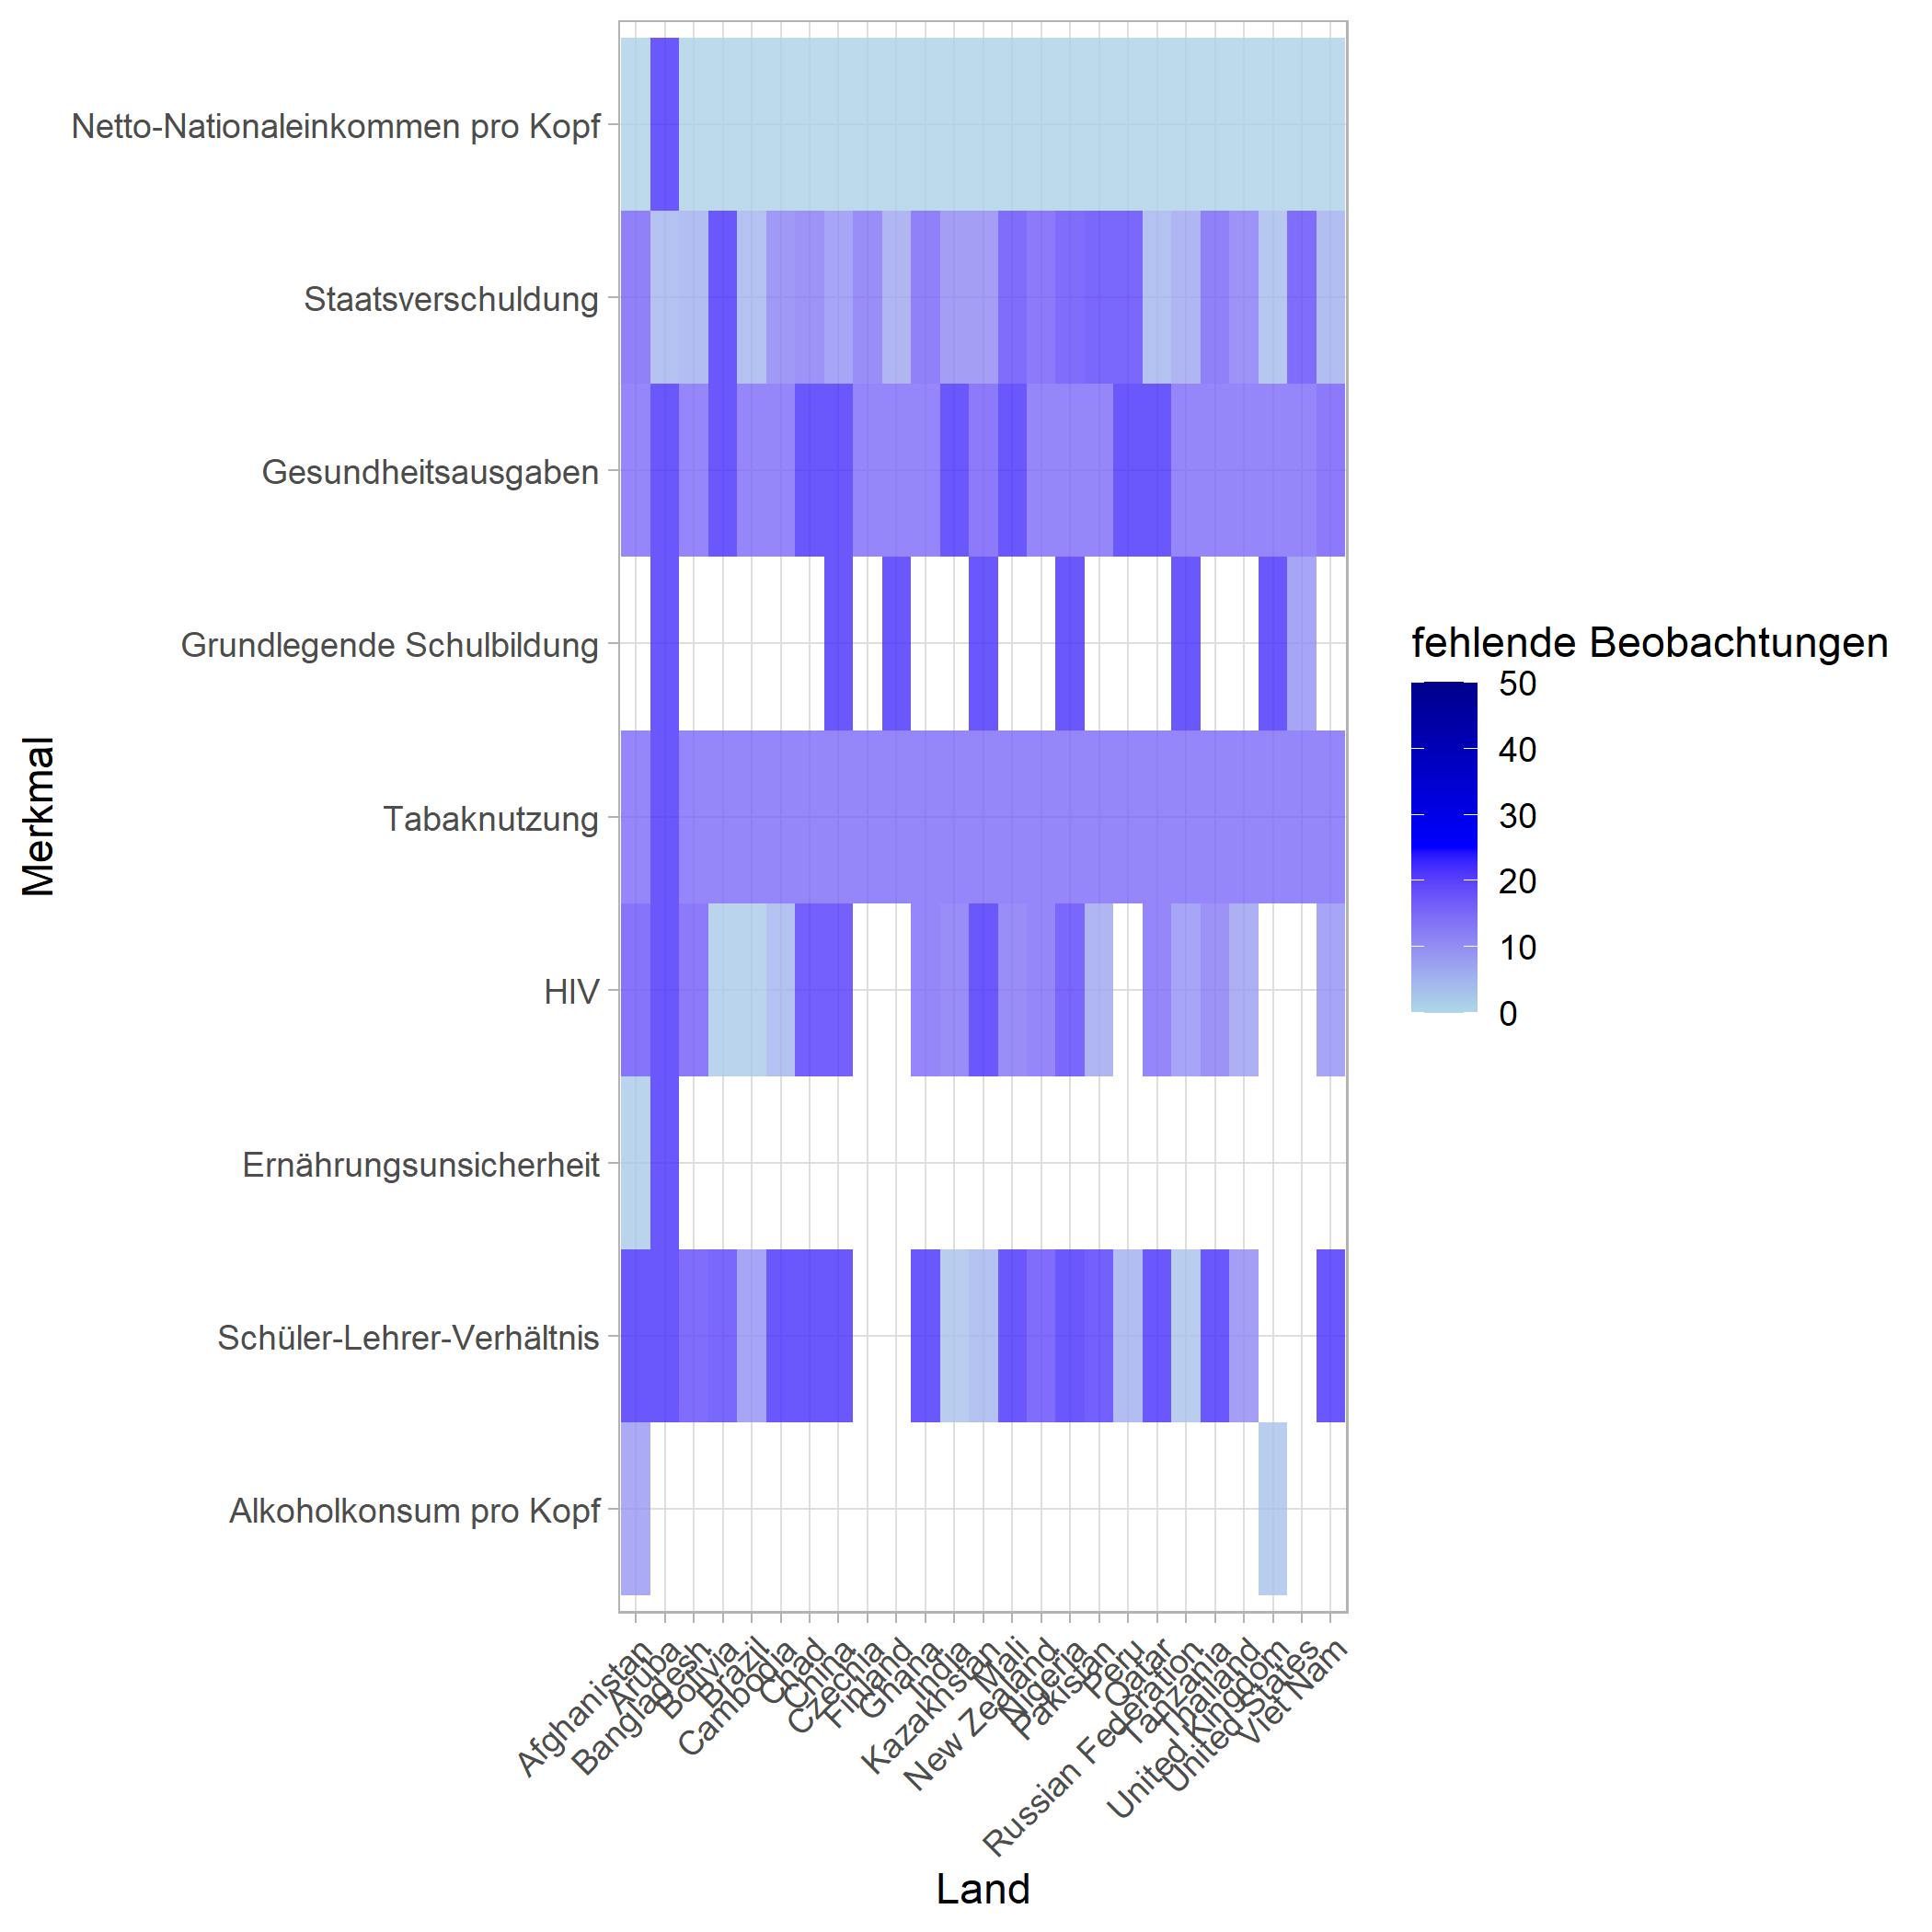 Netto-Nationaleinkommen pro Kopf
Staatsverschuldung
Gesundheitsausgaben
Grundlegende Schulbildung
Tabaknutzung
HIV
Ernährungsunsicherheit
Schüler-Lehrer-Verhältnis
Alkoholkonsum pro Kopf
Merkmal
fehlende Beobachtungen
50
40
30
20
10
0
Afghanistan
Aruba
Bangladesh
Bolivia
Brazil
Cambodia
Chad
China
Czechia
Finland
Ghana
India
Kazakhstan
Mali
New Zealand
Nigeria
Pakistan
Peru
Qatar
Russian Federation
Tanzania
Thailand
United Kingdom
United States
Viet Nam
Land